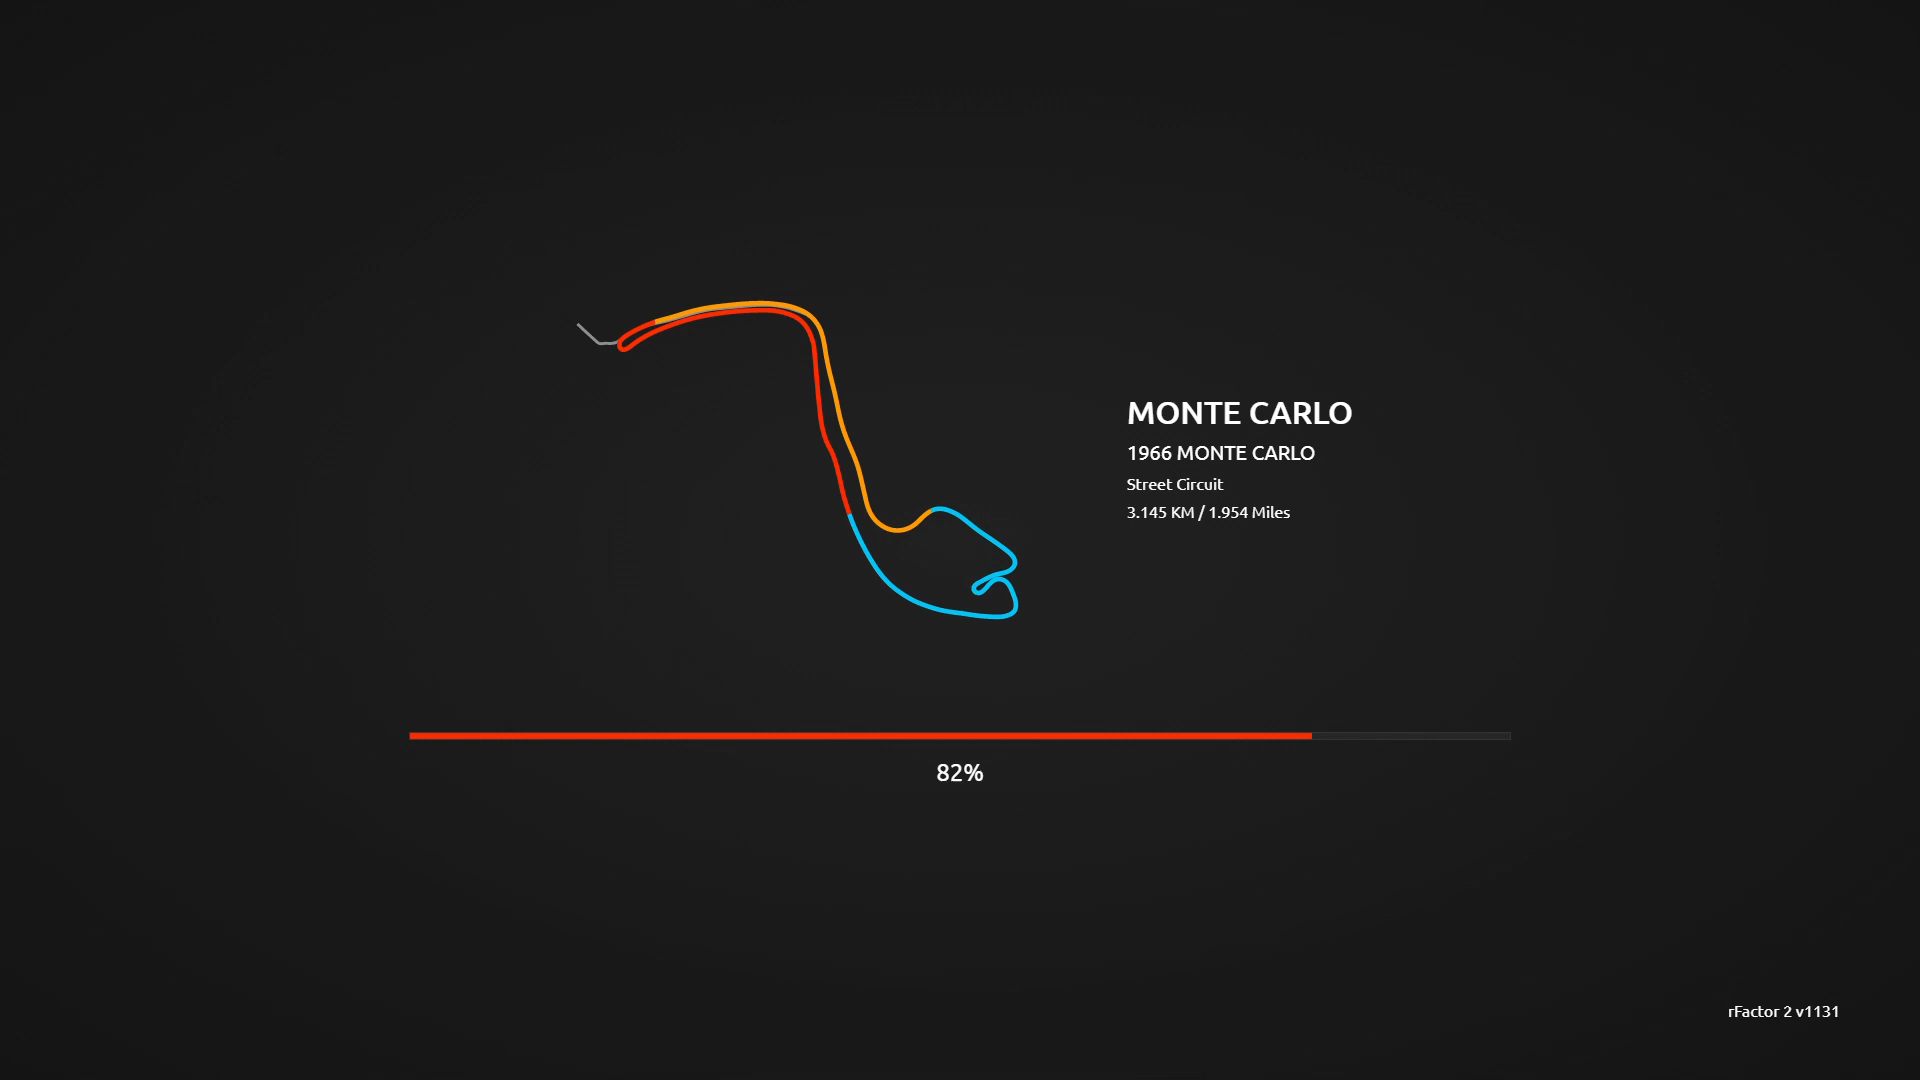 MONTE CARLO
1966 MONTE CARLO
Street Circuit
3.145 KM / 1.954 Miles
82%
rFactor 2 v1131